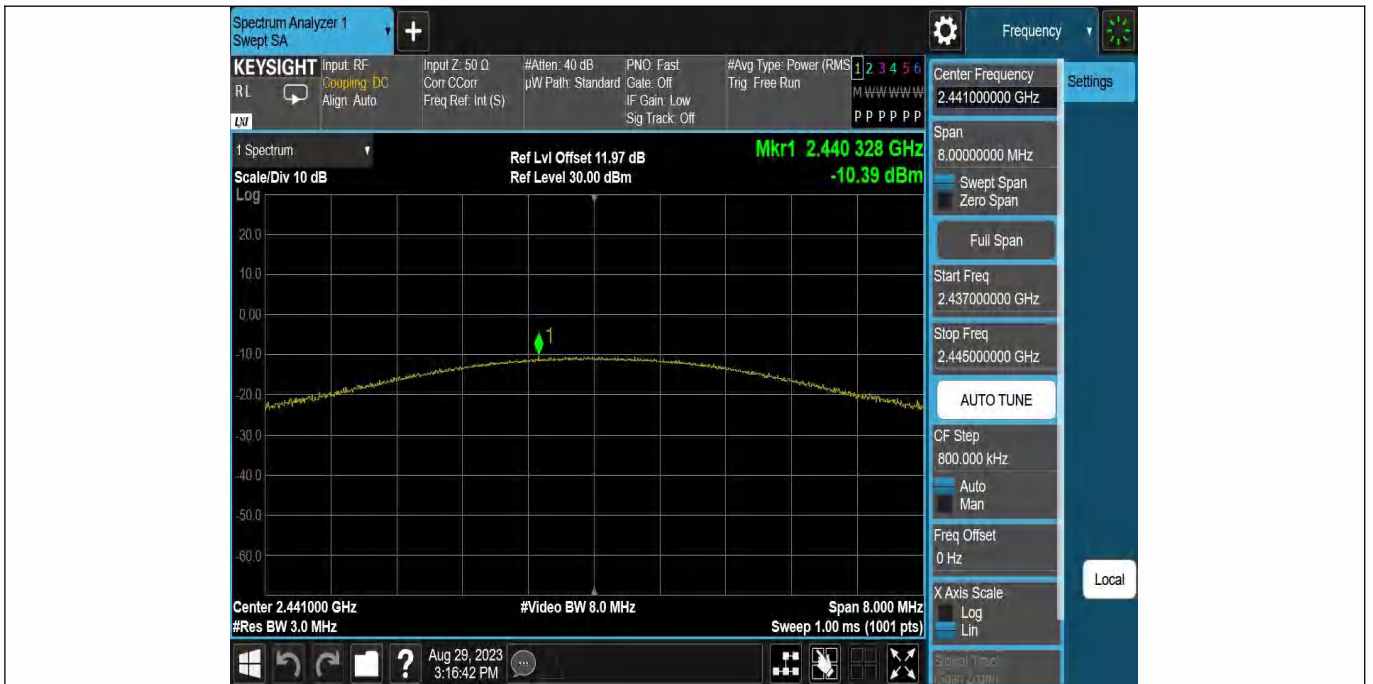 Spectrum Analyzer 1
Swept SA
+
Frequency
KEYSIGHT
RL
LXI
Input: RF
Coupling: DC
Align: Auto
Input Z: 50 Ω
Corr CCorr
Freq Ref: Int (S)
#Atten: 40 dB
µW Path: Standard
PNO: Fast
Gate: Off
IF Gain: Low
Sig Track: Off
#Avg Type: Power (RMS
Trig: Free Run
1 2 3 4 5 6
M W W W W W
P P P P P P
1 Spectrum
Scale/Div 10 dB
Log
Ref Lvl Offset 11.97 dB
Ref Level 30.00 dBm
Mkr1 2.440 328 GHz
-10.39 dBm
20.0
10.0
0.00
-10.0
-20.0
-30.0
-40.0
-50.0
-60.0
1
Center 2.441000 GHz
#Res BW 3.0 MHz
#Video BW 8.0 MHz
Span 8.000 MHz
Sweep 1.00 ms (1001 pts)
Center Frequency
2.441000000 GHz
Settings
Span
8.00000000 MHz
Swept Span
Zero Span
Full Span
Start Freq
2.437000000 GHz
Stop Freq
2.445000000 GHz
AUTO TUNE
CF Step
800.000 kHz
Auto
Man
Freq Offset
0 Hz
X Axis Scale
Log
Lin
Signal Track
(Span Zoom)
Local
?
Aug 29, 2023
3:16:42 PM